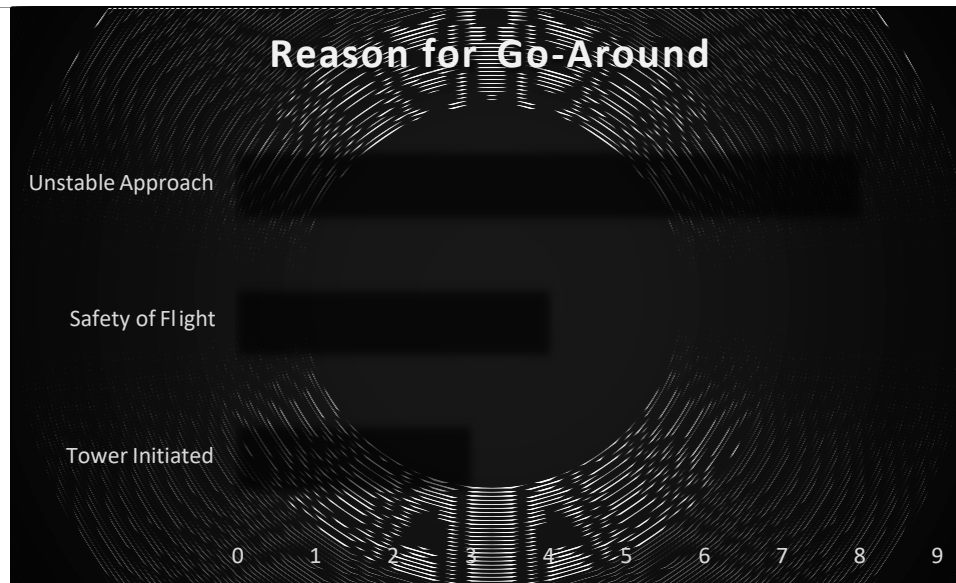 Reason for Go-Around
Unstable Approach
Safety of Flight
Tower Initiated
0 1 2 3 4 5 6 7 8 9